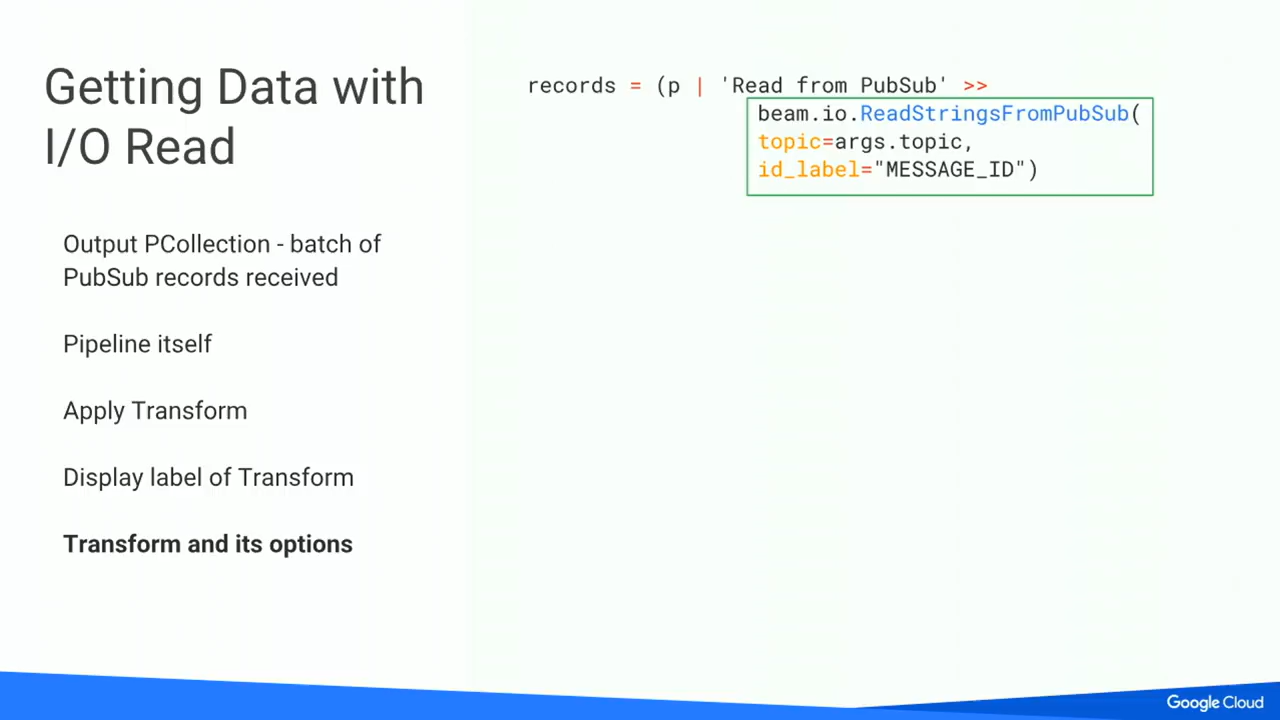 Getting Data with
I/O Read
records = (p | 'Read from PubSub' >>
beam.io.ReadStringsFromPubSub(
topic=args.topic,
id_label="MESSAGE_ID")
Output PCollection - batch of
PubSub records received
Pipeline itself
Apply Transform
Display label of Transform
Transform and its options
Google Cloud